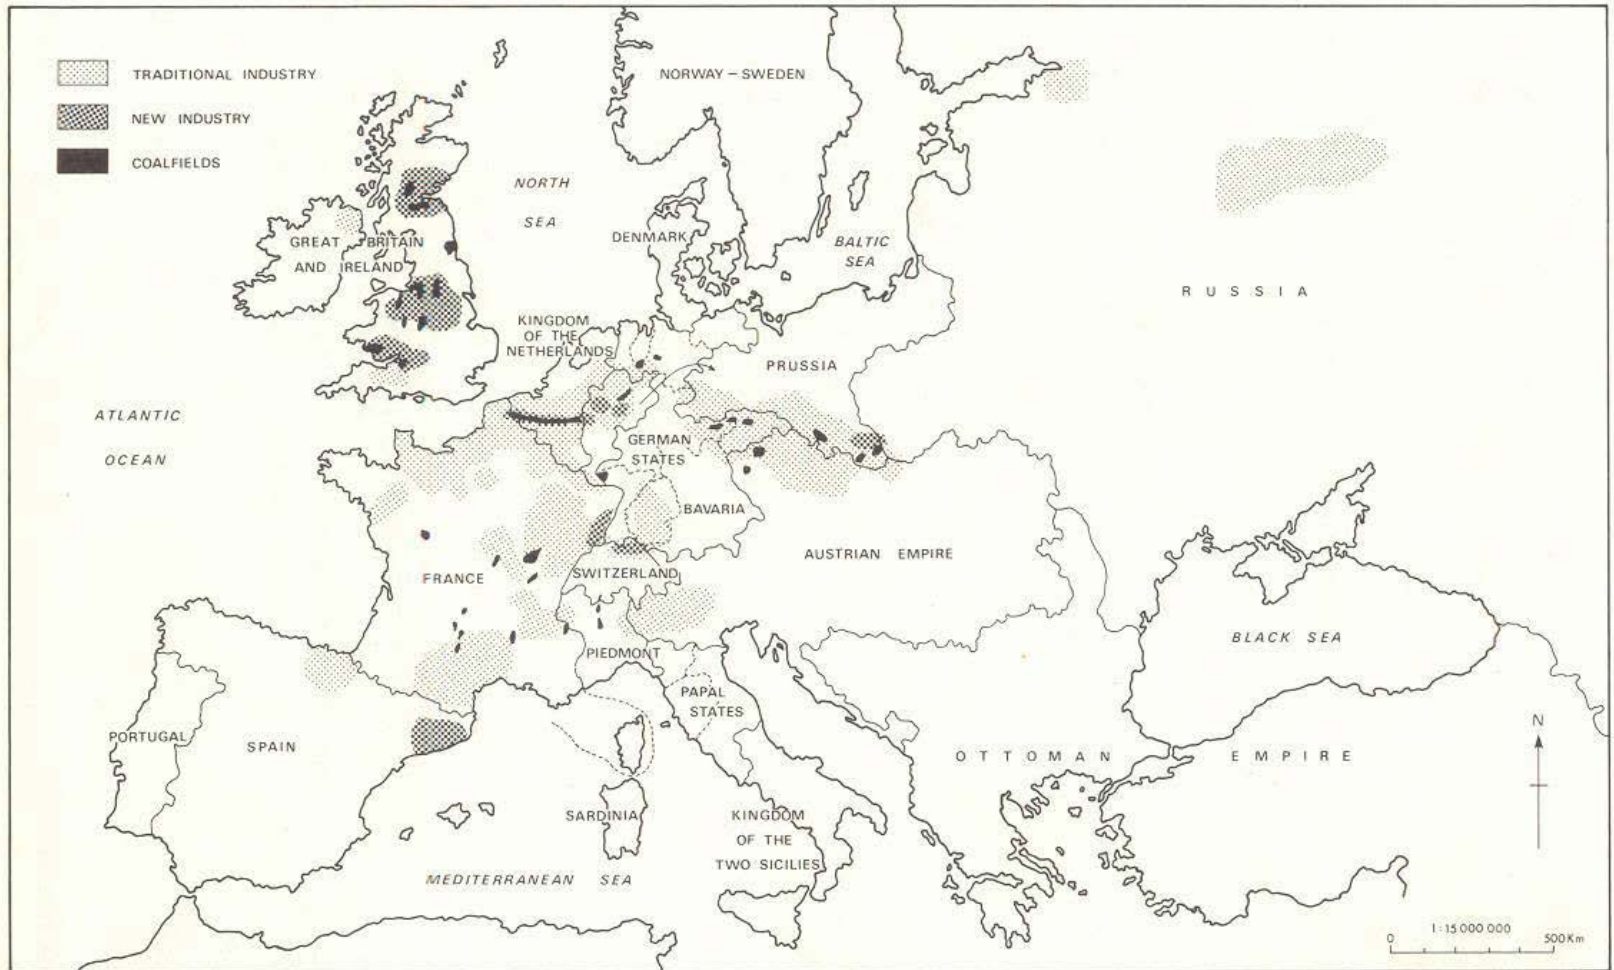 TRADITIONAL INDUSTRY
NEW INDUSTRY
COALFIELDS
NORWAY – SWEDEN
NORTH
SEA
GREAT BRITAIN
AND IRELAND
DENMARK
BALTIC
SEA
RUSSIA
KINGDOM
OF THE
NETHERLANDS
PRUSSIA
ATLANTIC
OCEAN
GERMAN
STATES
BAVARIA
AUSTRIAN EMPIRE
FRANCE
SWITZERLAND
BLACK SEA
PIEDMONT
PAPAL
STATES
PORTUGAL
SPAIN
OTTOMAN EMPIRE
N
SARDINIA
KINGDOM
OF THE
TWO SICILIES
MEDITERRANEAN SEA
1:15 000 000
0 500 Km